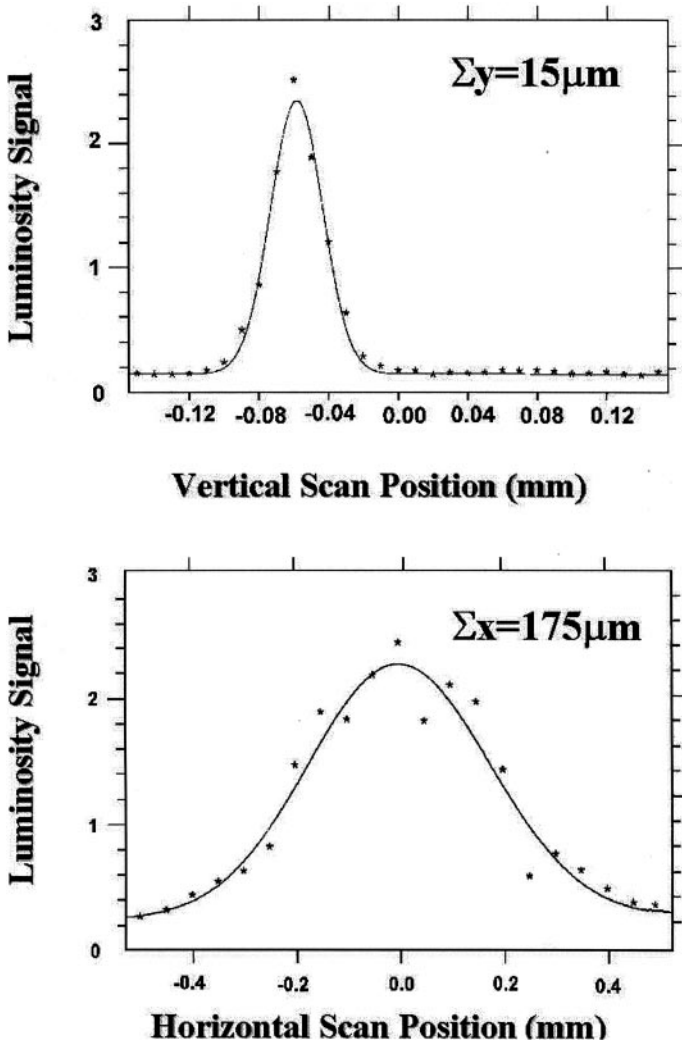 3
Σy=15μm
2
1
0
Luminosity Signal
-0.12 -0.08 -0.04 0.00 0.04 0.08 0.12
Vertical Scan Position (mm)
3
Σx=175μm
2
1
0
Luminosity Signal
-0.4 -0.2 0.0 0.2 0.4
Horizontal Scan Position (mm)